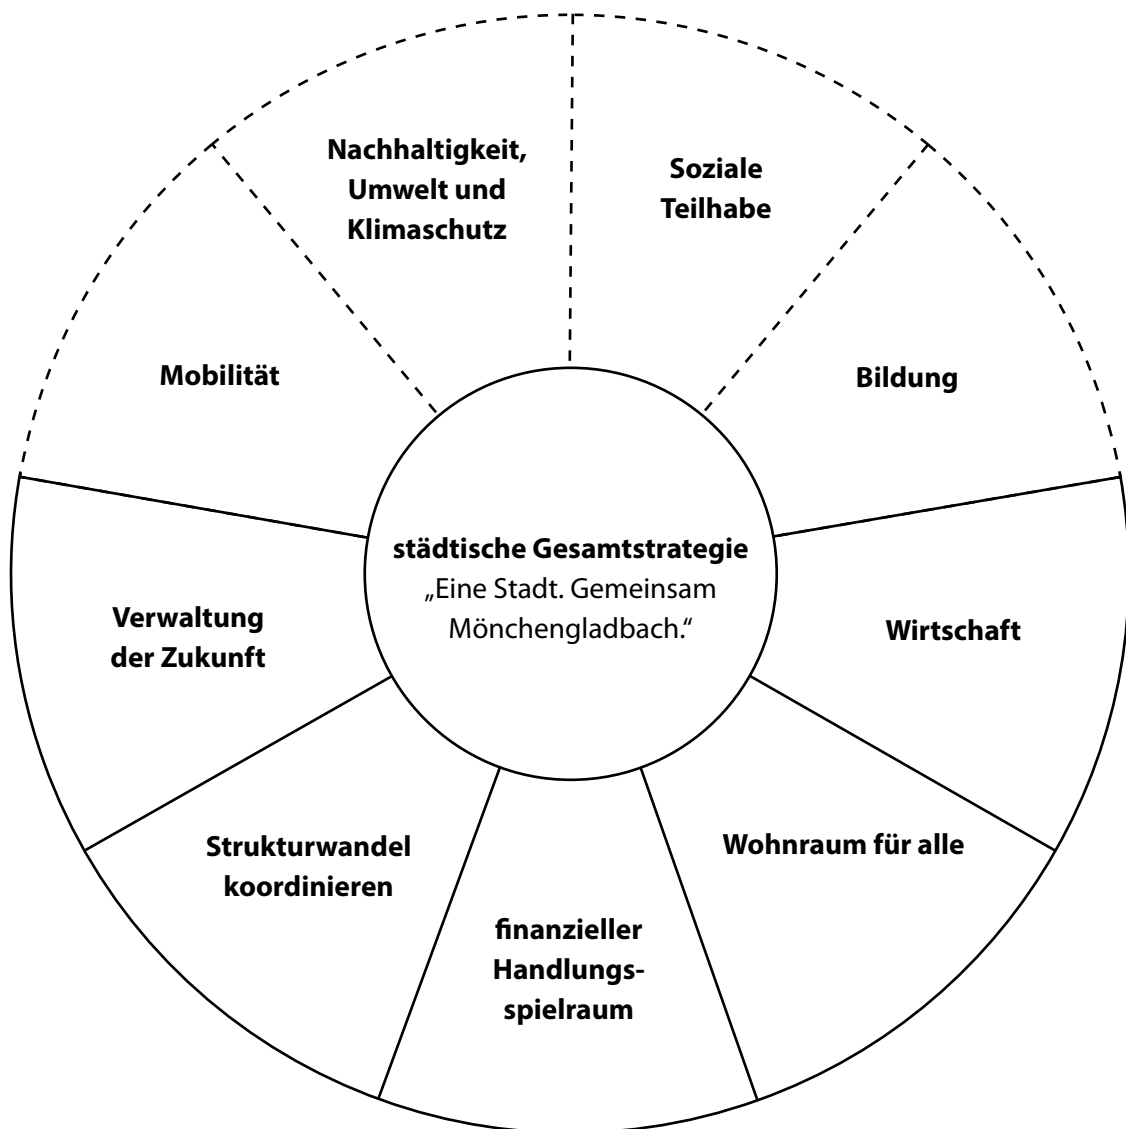 Nachhaltigkeit,
Umwelt und
Klimaschutz
Soziale
Teilhabe
Bildung
Wirtschaft
Wohnraum für alle
finanzieller
Handlungs-
spielraum
Strukturwandel
koordinieren
Verwaltung
der Zukunft
Mobilität
städtische Gesamtstrategie
„Eine Stadt. Gemeinsam
Mönchengladbach.“